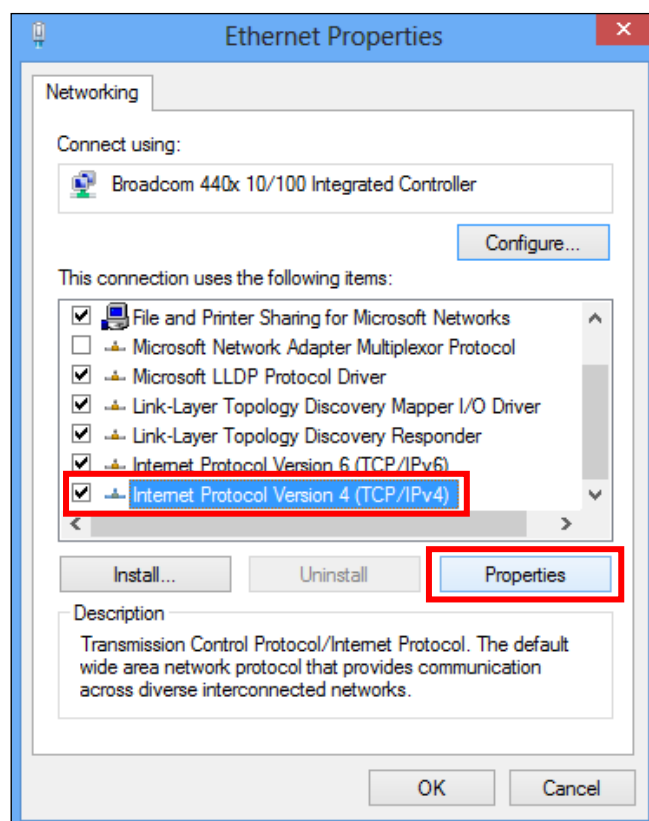 Ethernet Properties
Networking
Connect using:
Broadcom 440x 10/100 Integrated Controller
Configure...
This connection uses the following items:
File and Printer Sharing for Microsoft Networks
Microsoft Network Adapter Multiplexor Protocol
Microsoft LLDP Protocol Driver
Link-Layer Topology Discovery Mapper I/O Driver
Link-Layer Topology Discovery Responder
Internet Protocol Version 6 (TCP/IPv6)
Internet Protocol Version 4 (TCP/IPv4)
Install...
Uninstall
Properties
Description
Transmission Control Protocol/Internet Protocol. The default
wide area network protocol that provides communication
across diverse interconnected networks.
OK
Cancel